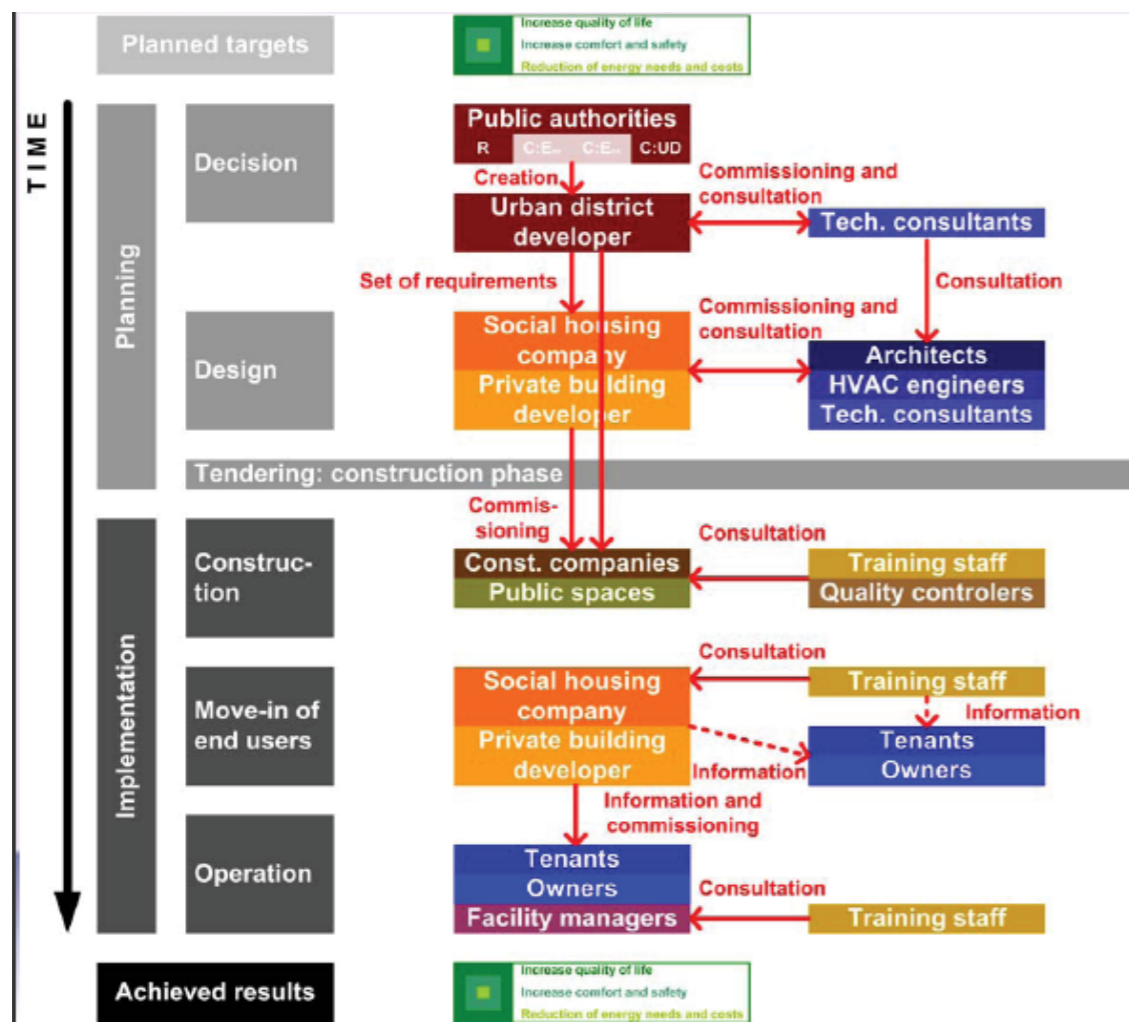 Planned targets
Increase quality of life
Increase comfort and safety
Reduction of energy needs and costs
TIME
Planning
Decision
Public authorities
R C:E C:E C:UD
Creation
Commissioning and
consultation
Urban district
developer
Tech. consultants
Set of requirements
Consultation
Design
Social housing
company
Private building
developer
Commissioning and
consultation
Architects
HVAC engineers
Tech. consultants
Tendering: construction phase
Implementation
Commis-
sioning
Construc-
tion
Const. companies
Public spaces
Consultation
Training staff
Quality controlers
Move-in of
end users
Social housing
company
Private building
developer
Consultation
Training staff
Information
Tenants
Owners
Information
Information and
commissioning
Operation
Tenants
Owners
Facility managers
Consultation
Training staff
Achieved results
Increase quality of life
Increase comfort and safety
Reduction of energy needs and costs